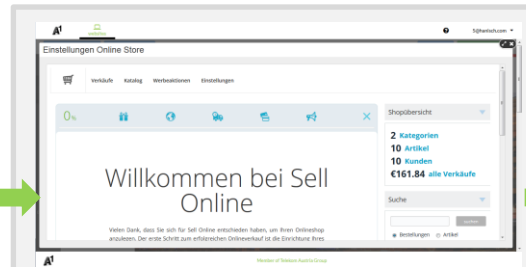 A1
webshop
S@hantsch.com
Einstellungen Online Store
Verkäufe Katalog Werbeaktionen Einstellungen
0%
Shopübersicht
2 Kategorien
10 Artikel
10 Kunden
€161.84 alle Verkäufe
Willkommen bei Sell
Online
Suche
suchen
Bestellungen Artikel
Vielen Dank, dass Sie sich für Sell Online entschieden haben, um Ihren Onlineshop
anzulegen. Der erste Schritt zum erfolgreichen Onlineverkauf ist die Einrichtung Ihres
A1
Member of Telekom Austria Group